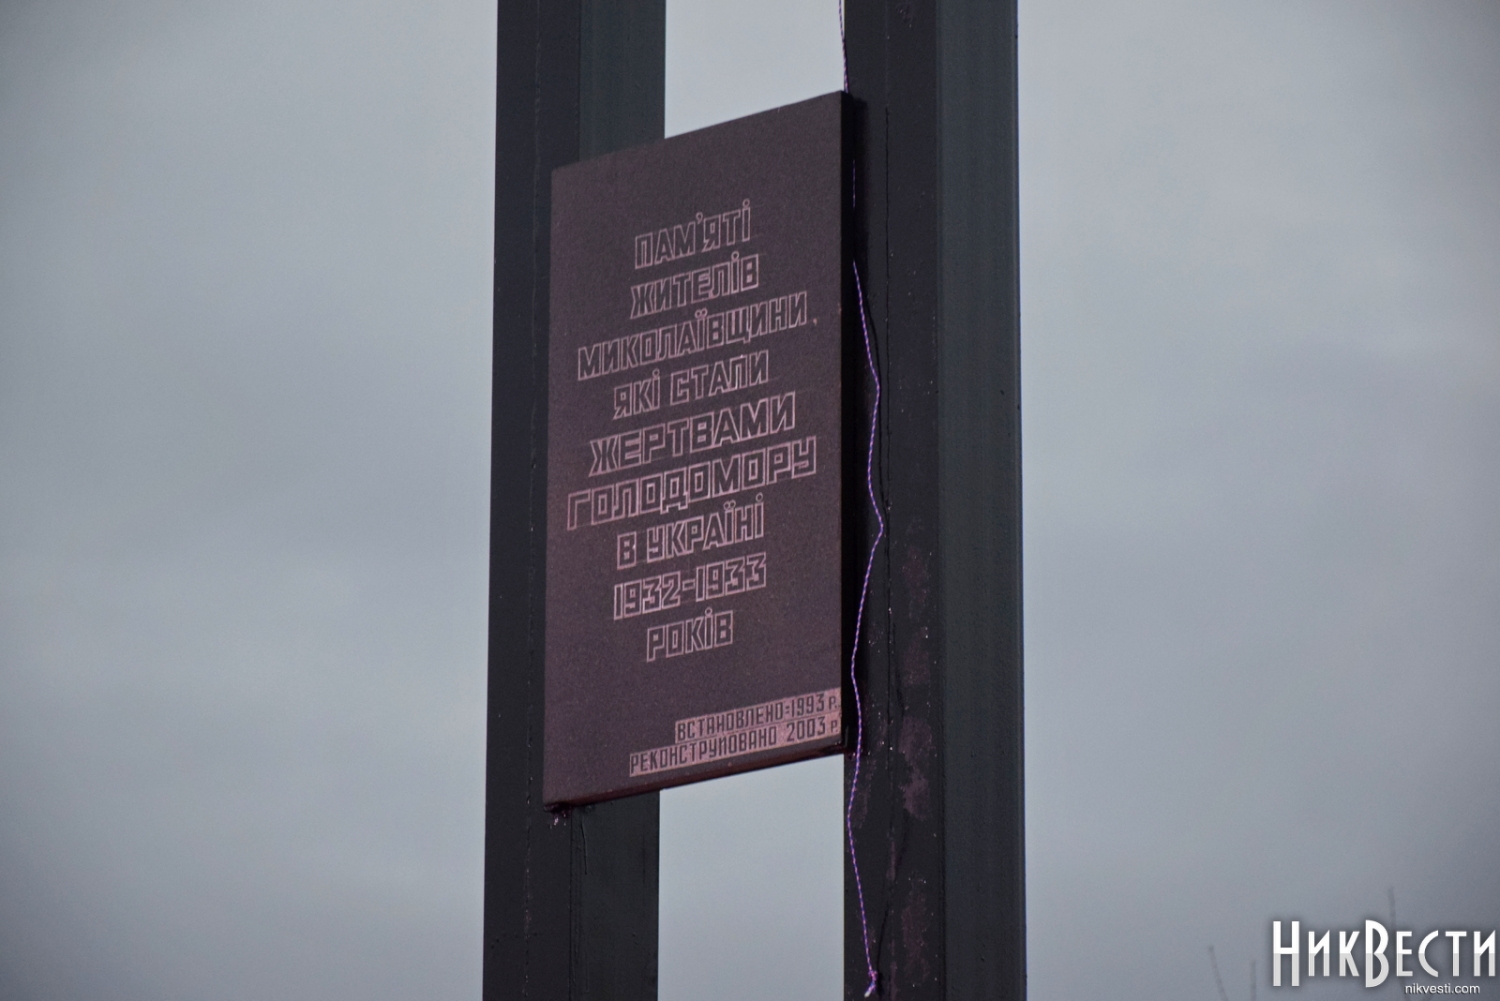 ПАМ'ЯТІ
ЖИТЕЛІВ
МИКОЛАЇВЩИНИ,
ЯКІ СТАЛИ
ЖЕРТВАМИ
ГОЛОДОМОРУ
В УКРАЇНІ
1932-1933
РОКІВ
ВСТАНОВЛЕНО:1993 р.
РЕКОНСТРУЙОВАНО 2003 р
НикВести
nikvesti.com